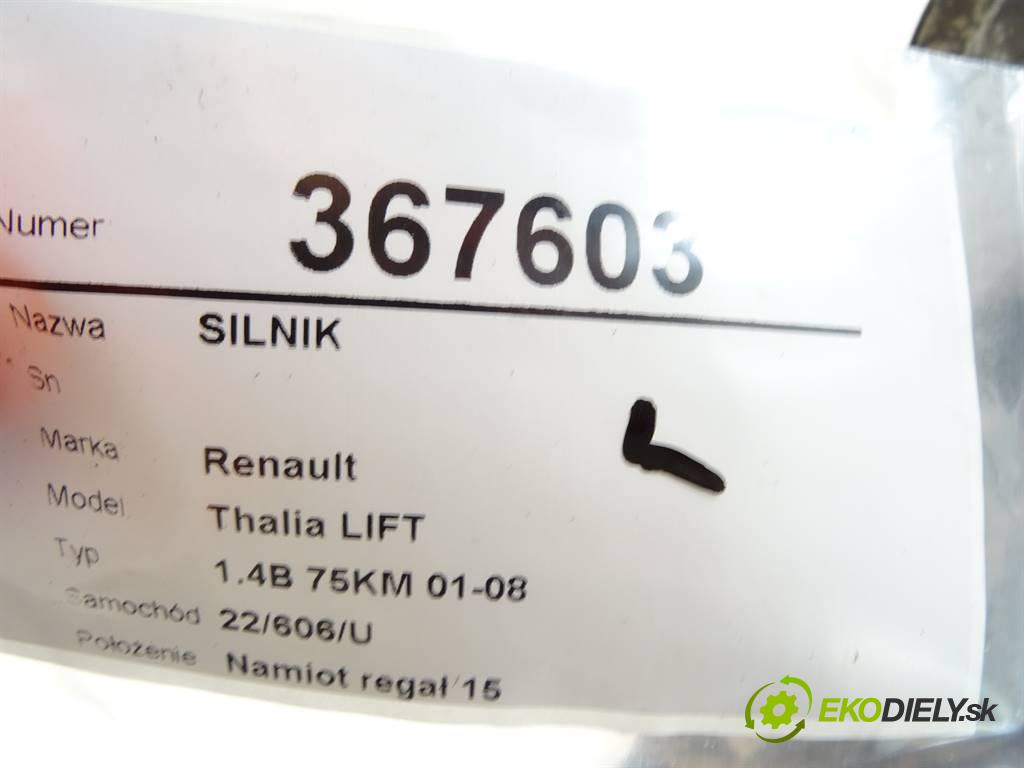 Numer 367603
Nazwa SILNIK
Sn
Marka Renault
Model Thalia LIFT
Typ 1.4B 75KM 01-08
Samochód 22/606/U
Położenie Namiot regał 15
EKODIELY.sk